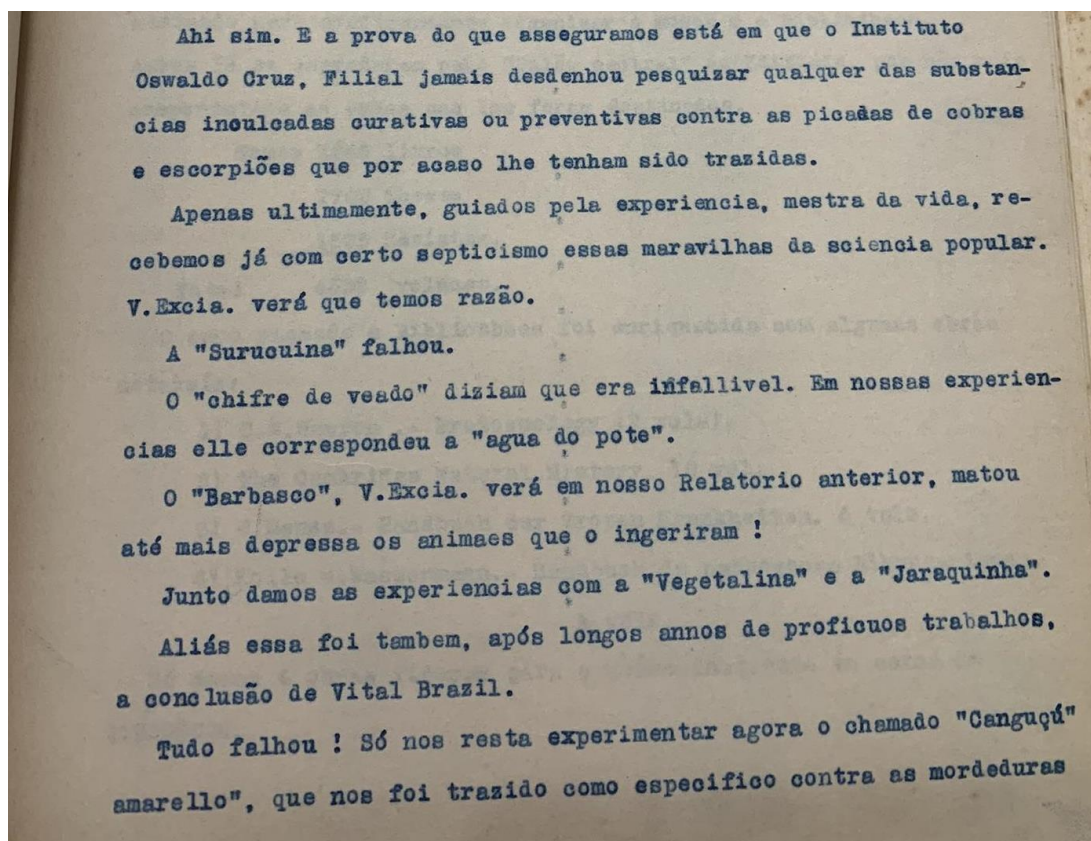 Ahi sim. E a prova do que asseguramos está em que o Instituto
Oswaldo Cruz, Filial jamais desdenhou pesquizar qualquer das substan-
cias inculcadas curativas ou preventivas contra as picadas de cobras
e escorpiões que por acaso lhe tenham sido trazidas.
Apenas ultimamente, guiados pela experiencia, mestra da vida, re-
cebemos já com certo septicismo essas maravilhas da sciencia popular.
V.Excia. verá que temos razão.
A "Surucuina" falhou.
O "chifre de veado" diziam que era infallivel. Em nossas experien-
cias elle correspondeu a "agua do pote".
O "Barbasco", V.Excia. verá em nosso Relatorio anterior, matou
até mais depressa os animaes que o ingeriram !
Junto damos as experiencias com a "Vegetalina" e a "Jaraquinha".
Aliás essa foi tambem, após longos annos de proficuos trabalhos,
a conclusão de Vital Brazil.
Tudo falhou ! Só nos resta experimentar agora o chamado "Canguçú"
amarello", que nos foi trazido como especifico contra as mordeduras